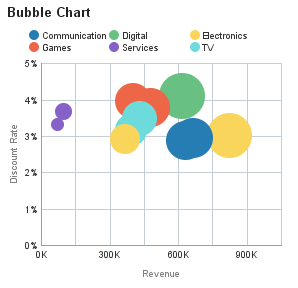 Bubble Chart
Communication Digital Electronics
Games Services TV
5%
4%
3%
2%
1%
0%
Discount Rate
0K 300K 600K 900K
Revenue